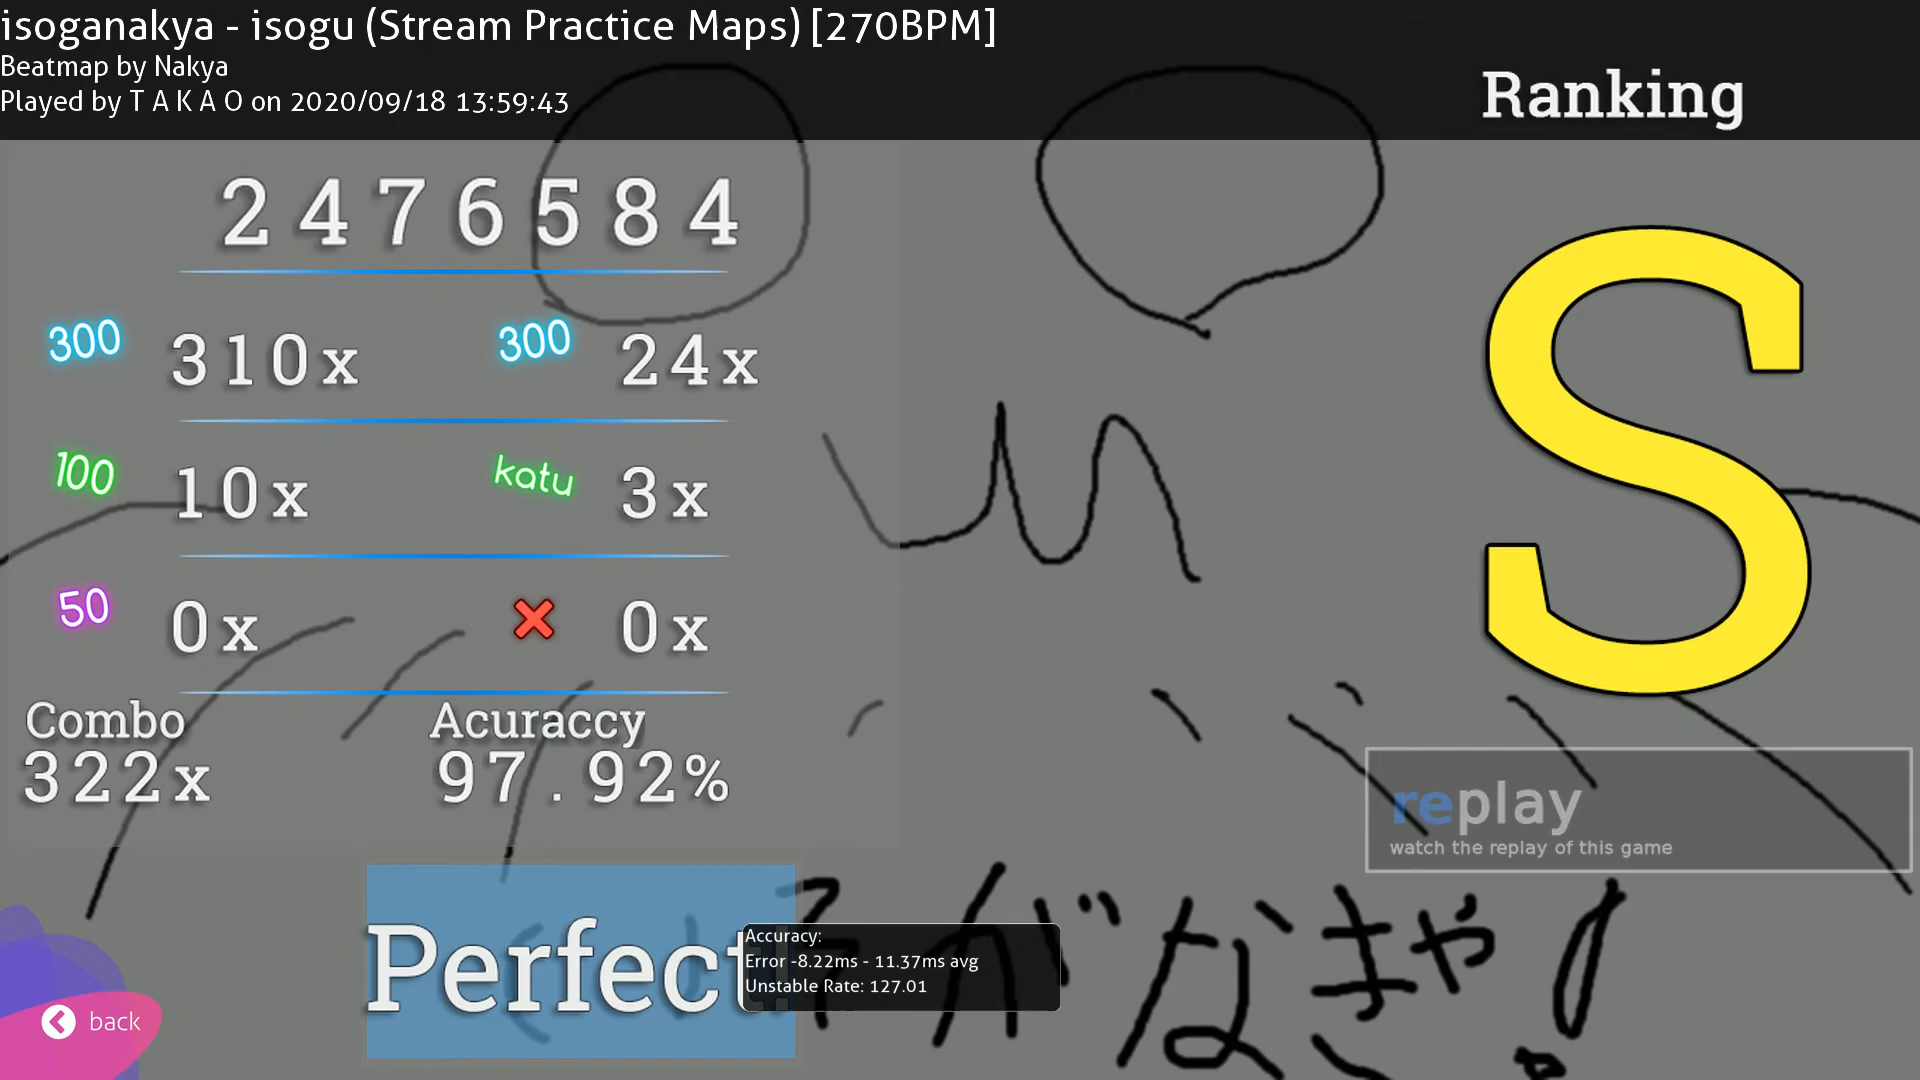 isoganakya - isogu (Stream Practice Maps) [270BPM]
Beatmap by Nakya
Played by T A K A O on 2020/09/18 13:59:43
Ranking
2476584
300 310x 300 24x
100 10x katu 3x
50 0x 0x
Combo Acuraccy
322x 97.92%
S
replay
watch the replay of this game
Perfect!
Accuracy:
Error -8.22ms - 11.37ms avg
Unstable Rate: 127.01
がなきゃ
back